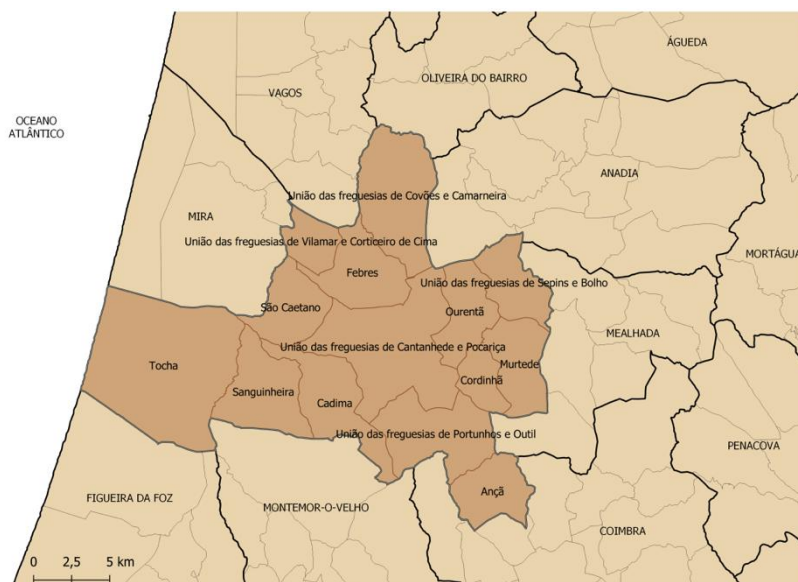 ÁGUEDA
OLIVEIRA DO BAIRRO
VAGOS
OCEANO
ATLÂNTICO
ANADIA
União das freguesias de Covões e Camarneira
MIRA
União das freguesias de Vilamar e Corticeiro de Cima
MORTÁGUA
Febres
União das freguesias de Sepins e Bolho
São Caetano
Ourentã
MEALHADA
União das freguesias de Cantanhede e Pocariça
Tocha
Murtede
Cordinhã
Sanguinheira
Cadima
União das freguesias de Portunhos e Outil
PENACOVA
Ançã
FIGUEIRA DA FOZ
MONTEMOR-O-VELHO
COIMBRA
0 2,5 5 km